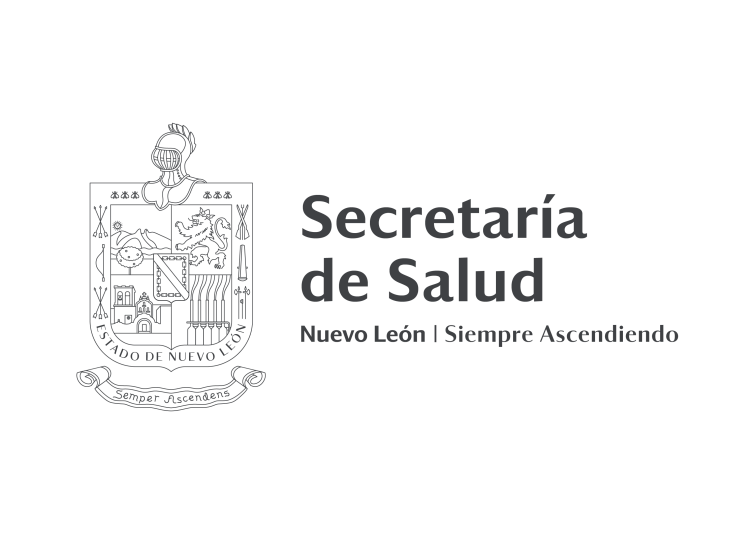 ESTADO DE NUEVO LEÓN
Semper Ascendens
Secretaría
de Salud
Nuevo León | Siempre Ascendiendo